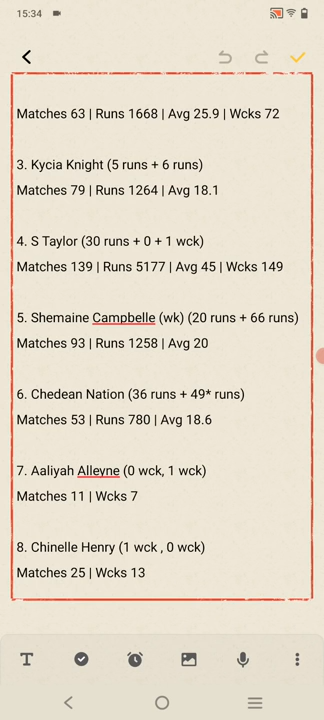 15:34
Matches 63 | Runs 1668 | Avg 25.9 | Wcks 72
3. Kycia Knight (5 runs + 6 runs)
Matches 79 | Runs 1264 | Avg 18.1
4. S Taylor (30 runs + 0 + 1 wck)
Matches 139 | Runs 5177 | Avg 45 | Wcks 149
5. Shemaine Campbelle (wk) (20 runs + 66 runs)
Matches 93 | Runs 1258 | Avg 20
6. Chedean Nation (36 runs + 49* runs)
Matches 53 | Runs 780 | Avg 18.6
7. Aaliyah Alleyne (0 wck, 1 wck)
Matches 11 | Wcks 7
8. Chinelle Henry (1 wck , 0 wck)
Matches 25 | Wcks 13
T